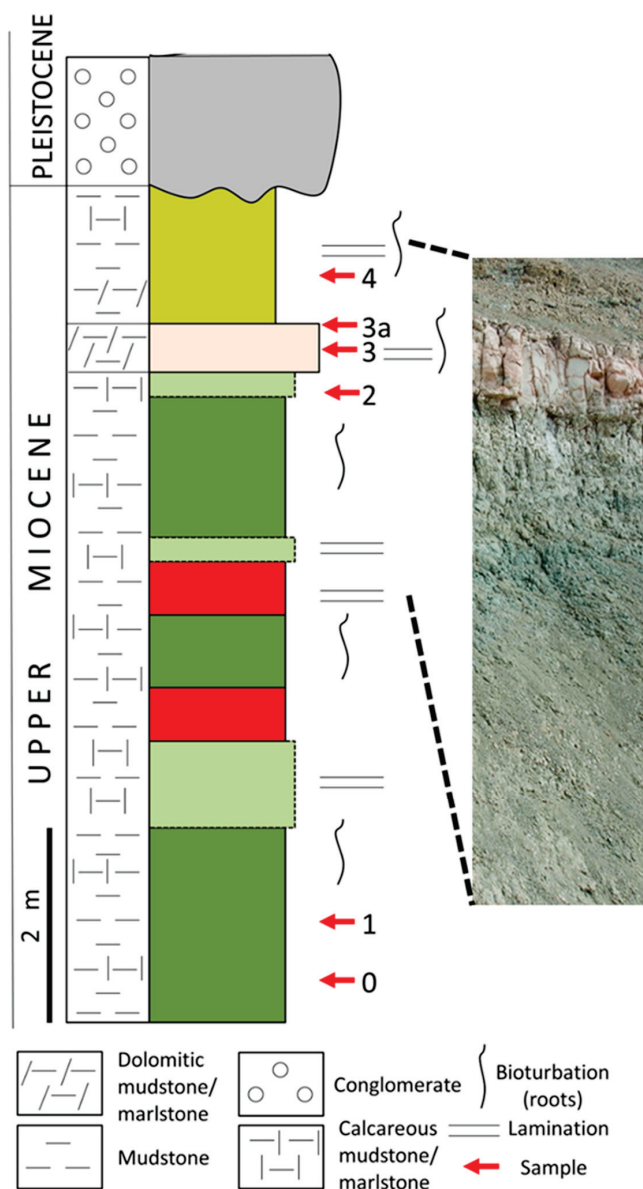 PLEISTOCENE
UPPER MIOCENE
4
3a
3
2
1
0
2 m
Dolomitic
mudstone/
marlstone
Conglomerate
Bioturbation
(roots)
Mudstone
Calcareous
mudstone/
marlstone
Lamination
Sample